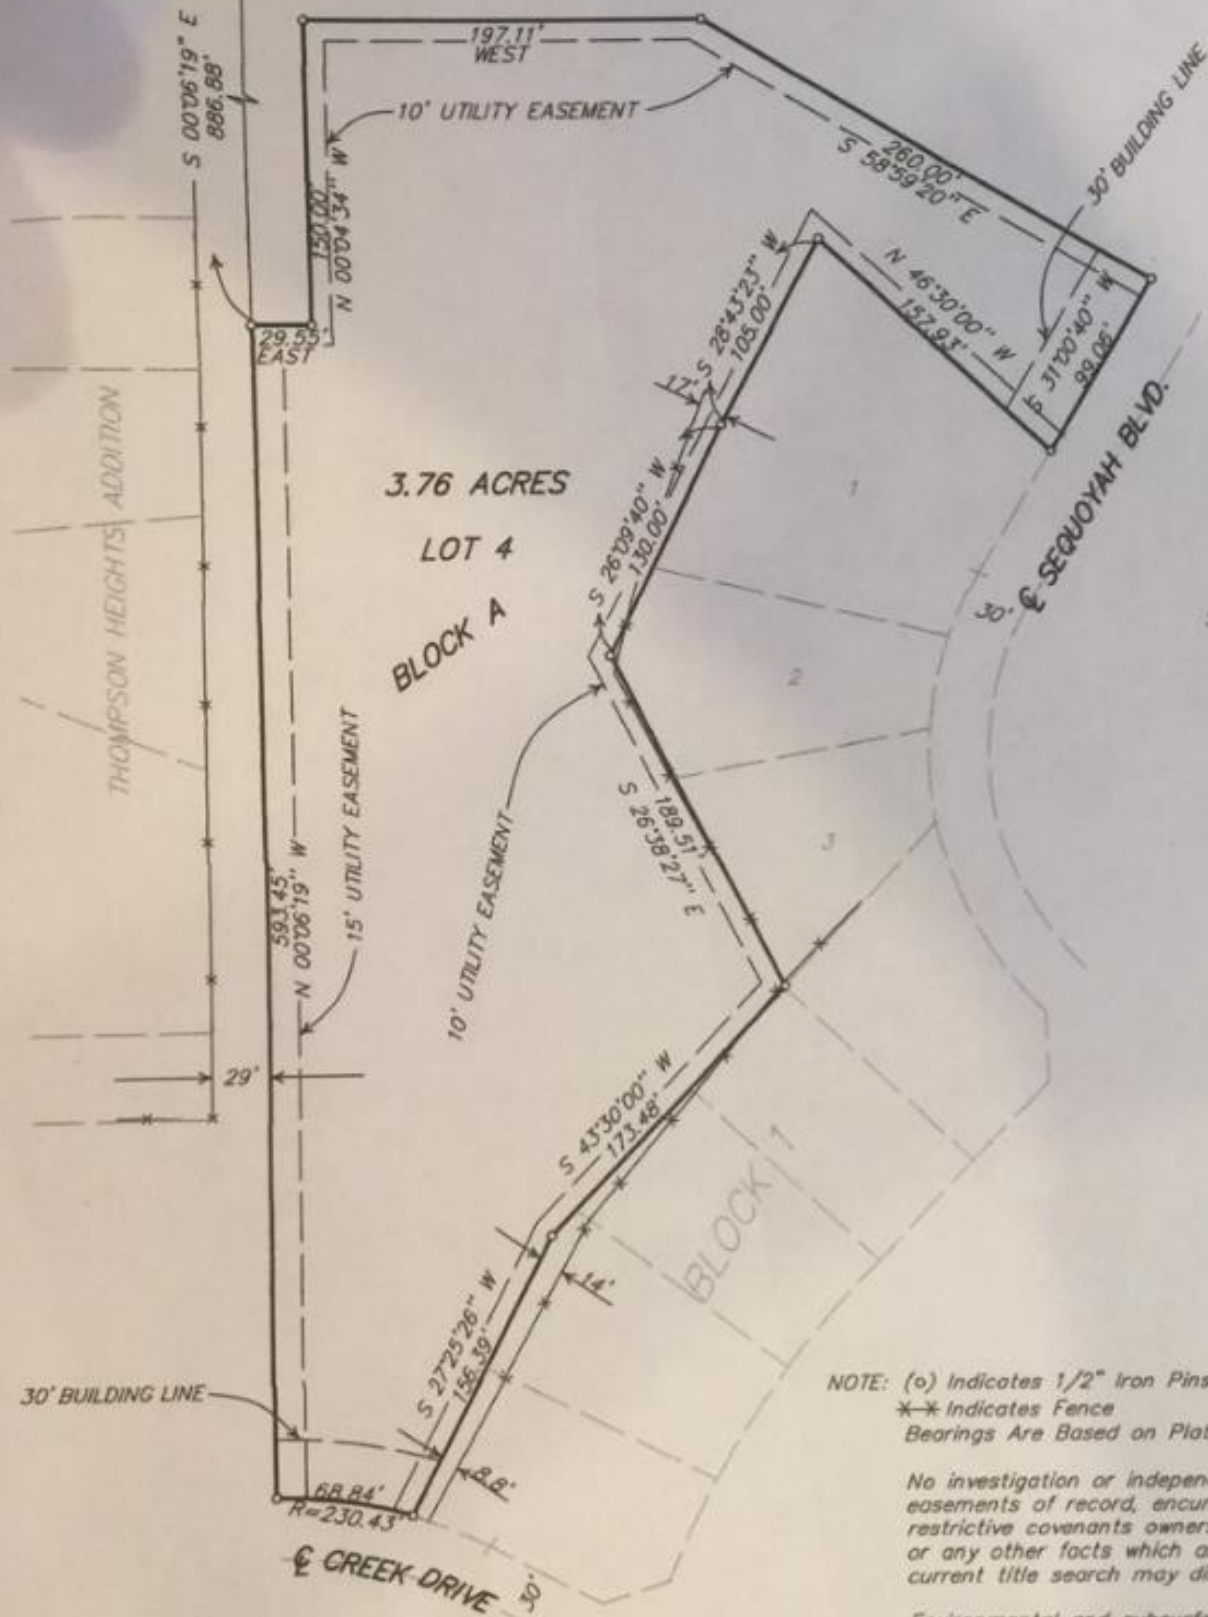 S 00°06'19" E
886.88'
197.11'
WEST
10' UTILITY EASEMENT
150.00'
N 00°04'34" W
260.00'
S 58°59'20" E
30' BUILDING LINE
29.55'
EAST
S 28°43'23" W
105.00'
N 46°30'00" W
157.93'
S 31°00'40" W
99.06'
17'
THOMPSON HEIGHTS ADDITION
3.76 ACRES
LOT 4
BLOCK A
S 26°09'40" W
130.00'
1
30'
℄ SEQUOYAH BLVD.
2
3
189.51'
S 26°38'27" E
593.45'
N 00°06'19" W
15' UTILITY EASEMENT
10' UTILITY EASEMENT
29'
S 43°30'00" W
173.48'
BLOCK 1
14'
S 27°25'26" W
156.39'
30' BUILDING LINE
8.8'
68.84'
R=230.43'
℄ CREEK DRIVE
30'
NOTE: (o) Indicates 1/2" Iron Pins
Indicates Fence
Bearings Are Based on Plat
No investigation or indepen
easements of record, encu
restrictive covenants owner
or any other facts which a
current title search may di